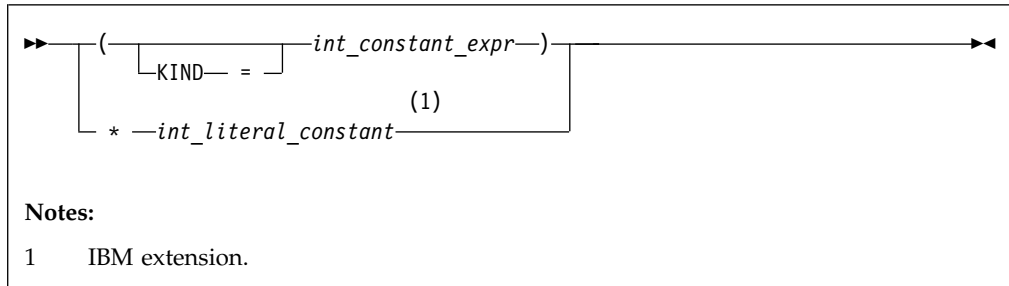 ( int_constant_expr )
KIND =
(1)
* int_literal_constant
Notes:
1 IBM extension.